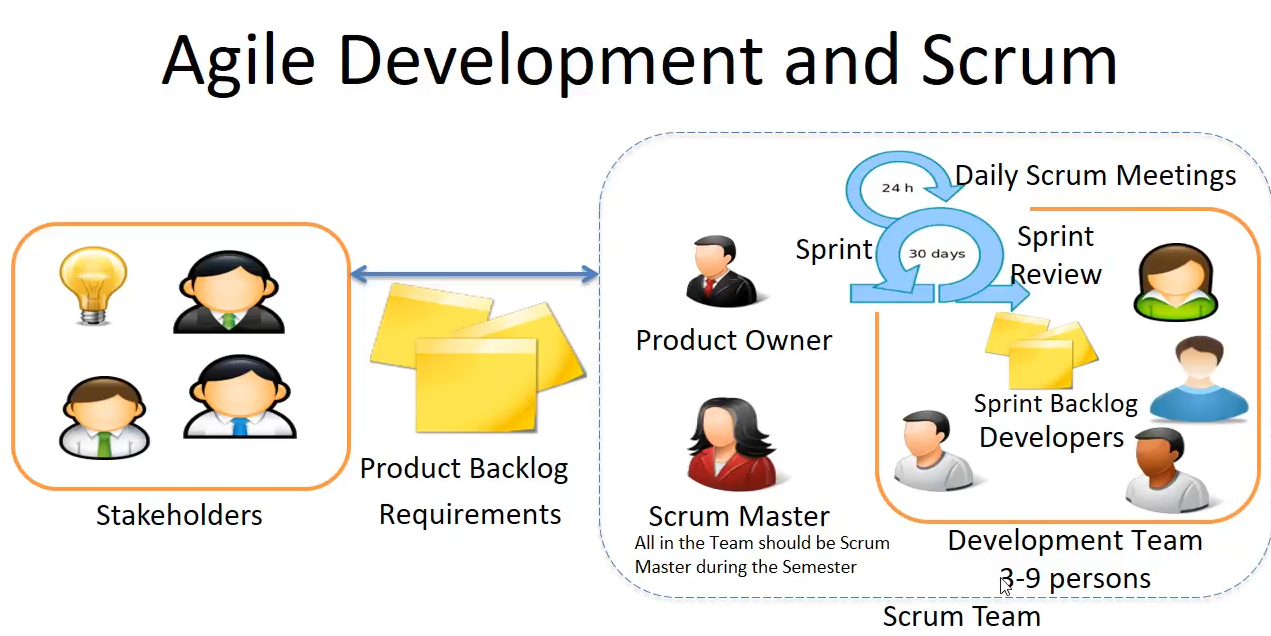 Agile Development and Scrum
Stakeholders
Product Backlog
Requirements
Product Owner
Scrum Master
All in the Team should be Scrum
Master during the Semester
24 h
Daily Scrum Meetings
Sprint
30 days
Sprint
Review
Sprint Backlog
Developers
Development Team
3-9 persons
Scrum Team